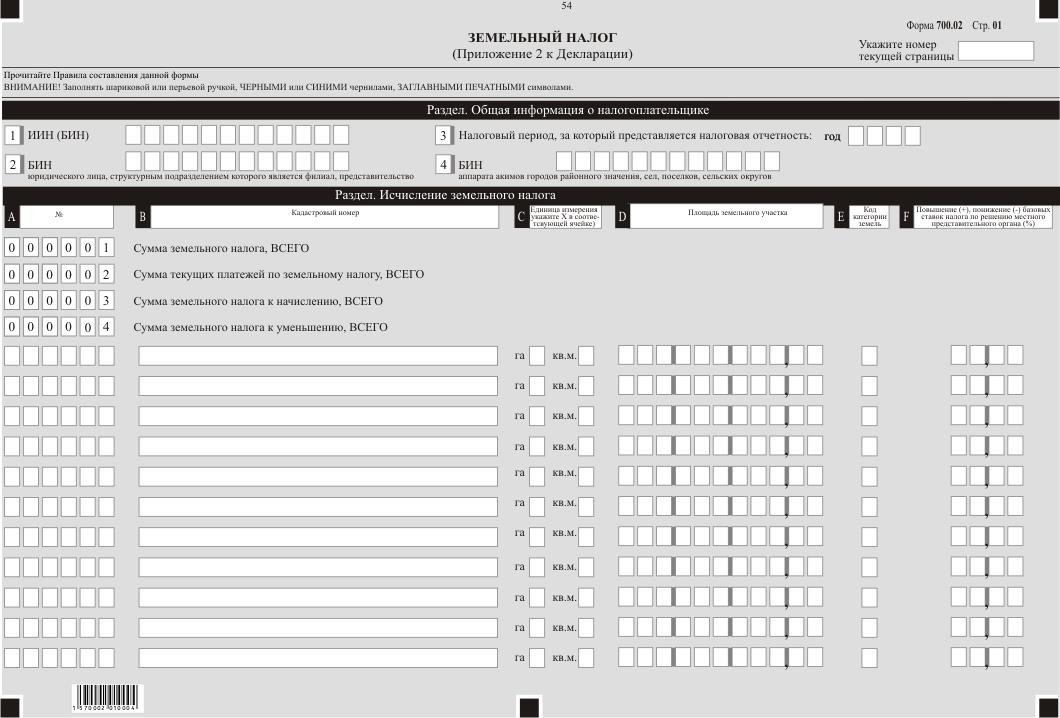 54
Форма 700.02 Стр. 01
ЗЕМЕЛЬНЫЙ НАЛОГ
(Приложение 2 к Декларации)
Укажите номер
текущей страницы
Прочитайте Правила составления данной формы
ВНИМАНИЕ! Заполнять шариковой или перьевой ручкой, ЧЕРНЫМИ или СИНИМИ чернилами, ЗАГЛАВНЫМИ ПЕЧАТНЫМИ символами.
Раздел. Общая информация о налогоплательщике
1 ИИН (БИН)
3 Налоговый период, за который представляется налоговая отчетность: год
2 БИН
юридического лица, структурным подразделением которого является филиал, представительство
4 БИН
аппарата акимов городов районного значения, сел, поселков, сельских округов
Раздел. Исчисление земельного налога
A №
B Кадастровый номер
C Единица измерения
укажите X в соотве-
тсвующей ячейке)
D Площадь земельного участка
E Код
категории
земель
F Повышение (+), понижение (-) базовых
ставок налога по решению местного
представительного органа (%)
0 0 0 0 0 1 Сумма земельного налога, ВСЕГО
0 0 0 0 0 2 Сумма текущих платежей по земельному налогу, ВСЕГО
0 0 0 0 0 3 Сумма земельного налога к начислению, ВСЕГО
0 0 0 0 0 4 Сумма земельного налога к уменьшению, ВСЕГО
га кв.м. , ,
га кв.м. , ,
га кв.м. , ,
га кв.м. , ,
га кв.м. , ,
га кв.м. , ,
га кв.м. , ,
га кв.м. , ,
га кв.м. , ,
га кв.м. , ,
га кв.м. , ,
1 570002 010004